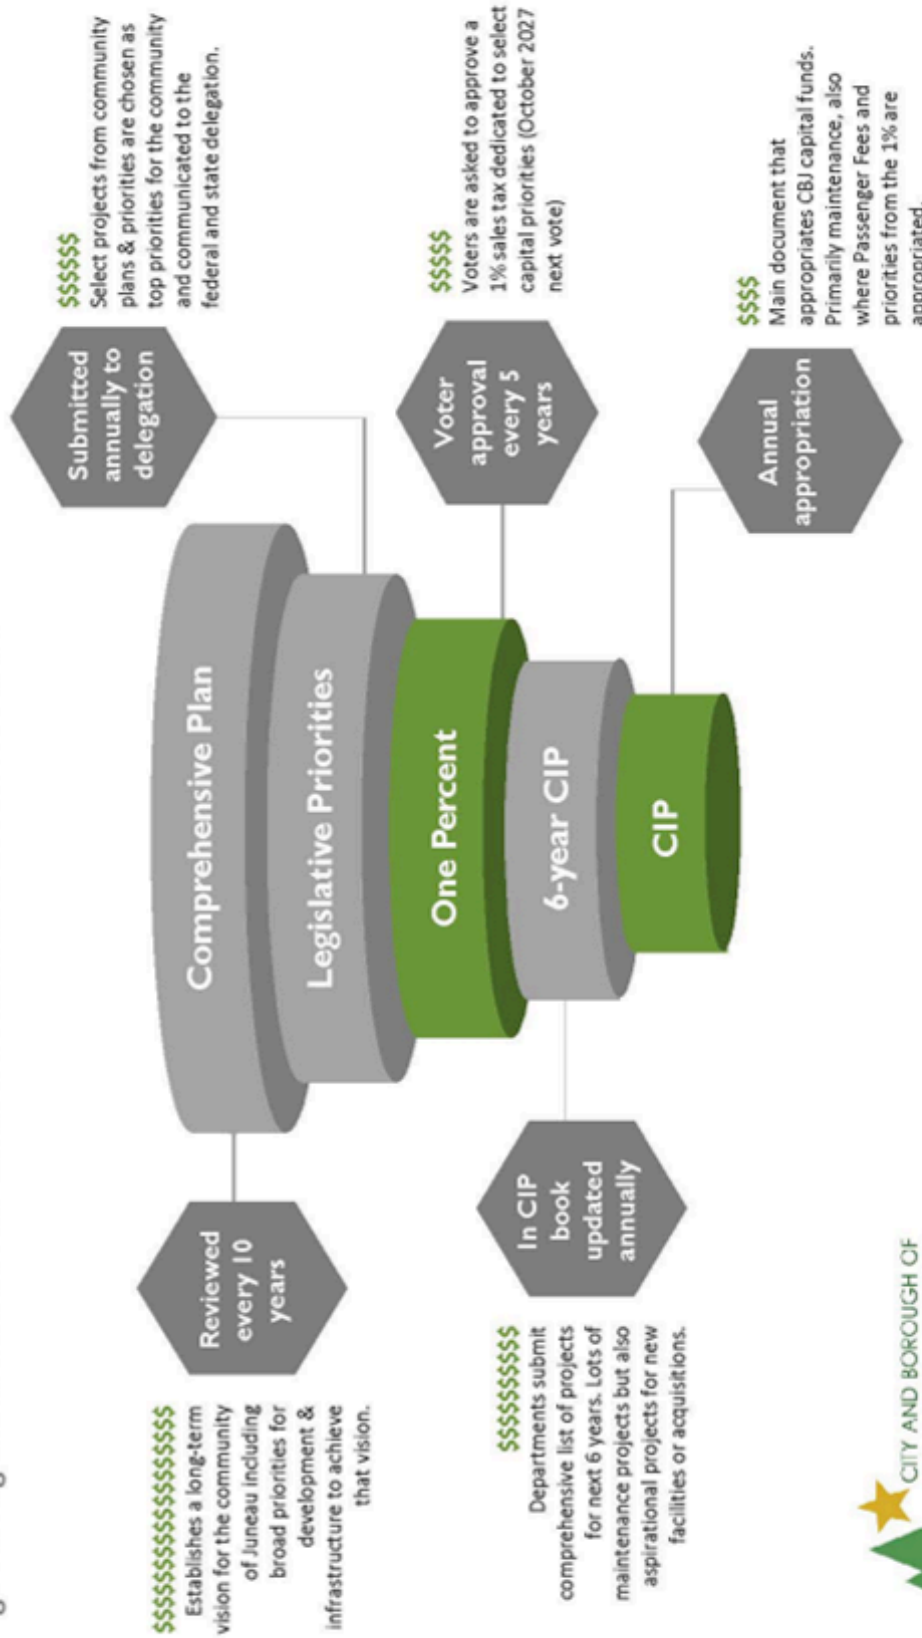 Comprehensive Plan
Reviewed
every 10
years
$$$$$$$$$$$$$$$$$$$
Establishes a long-term
vision for the community
of Juneau including
broad priorities for
development &
infrastructure to achieve
that vision.
Legislative Priorities
Submitted
annually to
delegation
$$$$$$
Select projects from community
plans & priorities are chosen as
top priorities for the community
and communicated to the
federal and state delegation.
One Percent
Voter
approval
every 5
years
$$$$$
Voters are asked to approve a
1% sales tax dedicated to select
capital priorities (October 2027
next vote)
6-year CIP
In CIP
book
updated
annually
$$$$$$$$$$
Departments submit
comprehensive list of projects
for next 6 years. Lots of
maintenance projects but also
aspirational projects for new
facilities or acquisitions.
CIP
Annual
appropriation
$$$$
Main document that
appropriates CBJ capital funds.
Primarily maintenance, also
where Passenger Fees and
priorities from the 1% are
appropriated.
CITY AND BOROUGH OF